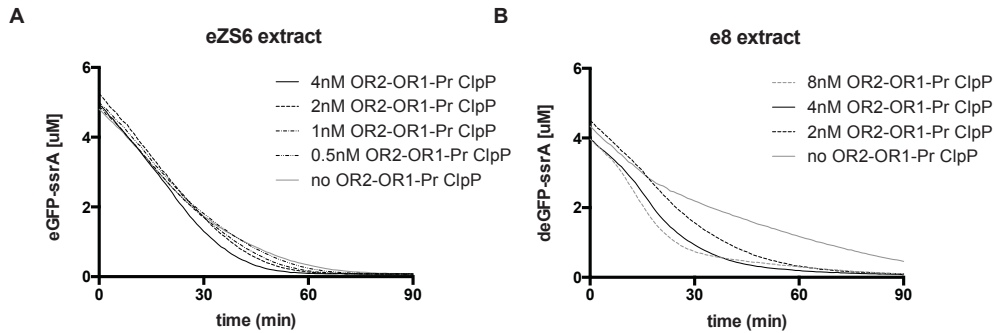 A
eZS6 extract
eGFP-ssrA [uM]
6
4
2
0
0
30
60
90
time (min)
4nM OR2-OR1-Pr ClpP
2nM OR2-OR1-Pr ClpP
1nM OR2-OR1-Pr ClpP
0.5nM OR2-OR1-Pr ClpP
no OR2-OR1-Pr ClpP
B
e8 extract
deGFP-ssrA [uM]
6
4
2
0
0
30
60
90
time (min)
8nM OR2-OR1-Pr ClpP
4nM OR2-OR1-Pr ClpP
2nM OR2-OR1-Pr ClpP
no OR2-OR1-Pr ClpP